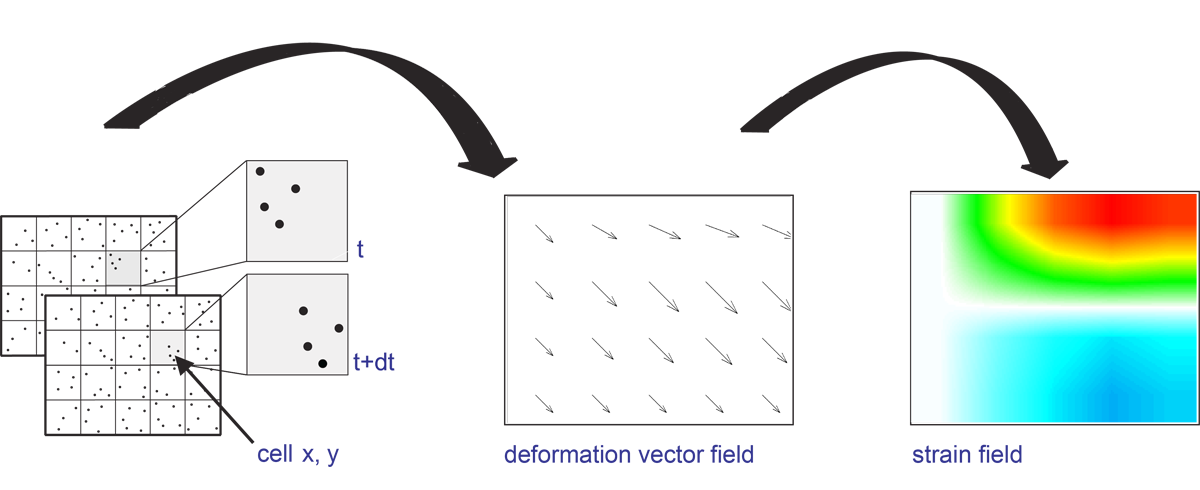 t
t+dt
cell x, y
deformation vector field
strain field